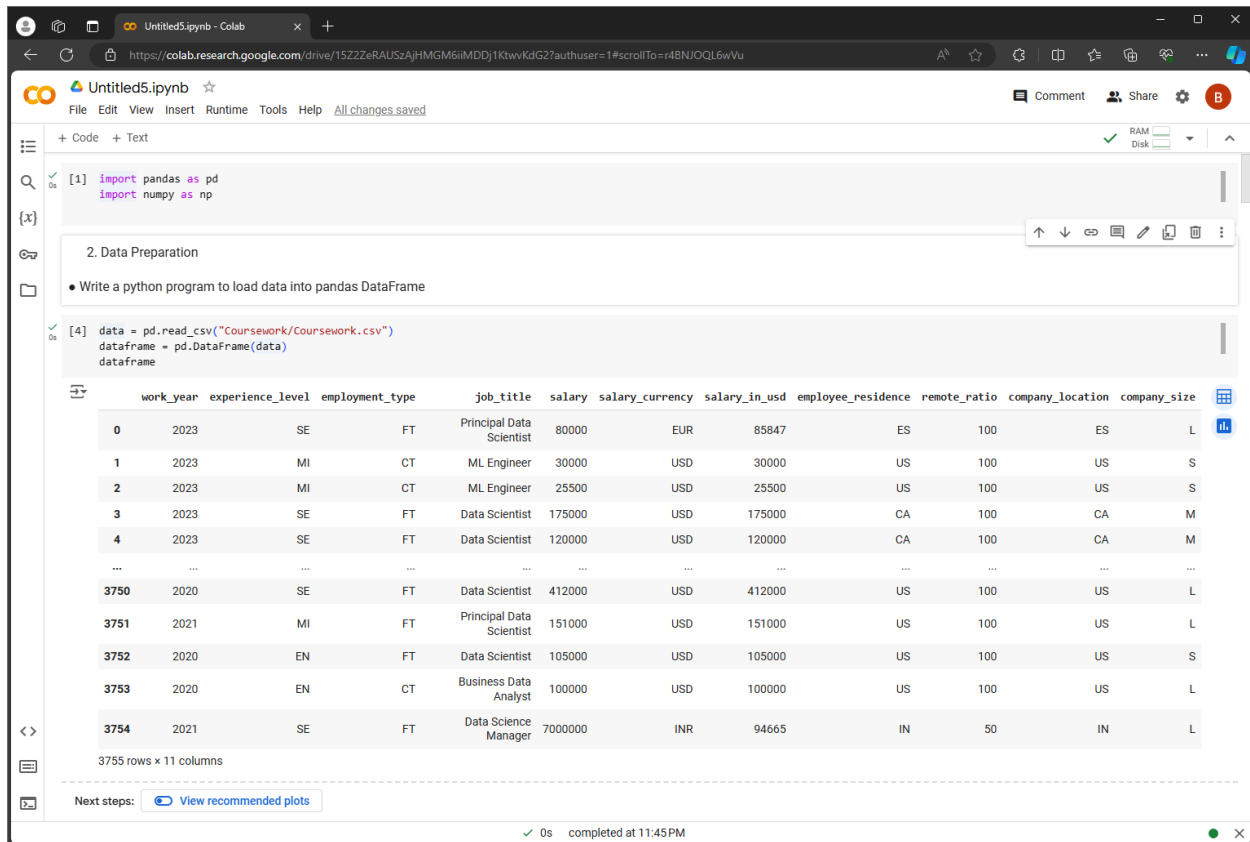 Untitled5.ipynb - Colab
https://colab.research.google.com/drive/15Z2ZeRAUSzAjHMGM6iiMDDj1KtwvKdG2?authuser=1#scrollTo=r4BNJOQL6wVu
Untitled5.ipynb
Comment Share B
File Edit View Insert Runtime Tools Help All changes saved
+ Code + Text
RAM
Disk
[1] import pandas as pd
0s
import numpy as np
{x}
2. Data Preparation
• Write a python program to load data into pandas DataFrame
[4] data = pd.read_csv("Coursework/Coursework.csv")
0s
dataframe = pd.DataFrame(data)
dataframe
work_year experience_level employment_type job_title salary salary_currency salary_in_usd employee_residence remote_ratio company_location company_size
0 2023 SE FT Principal Data Scientist 80000 EUR 85847 ES 100 ES L
1 2023 MI CT ML Engineer 30000 USD 30000 US 100 US S
2 2023 MI CT ML Engineer 25500 USD 25500 US 100 US S
3 2023 SE FT Data Scientist 175000 USD 175000 CA 100 CA M
4 2023 SE FT Data Scientist 120000 USD 120000 CA 100 CA M
... ... ... ... ... ... ... ... ... ... ... ...
3750 2020 SE FT Data Scientist 412000 USD 412000 US 100 US L
3751 2021 MI FT Principal Data Scientist 151000 USD 151000 US 100 US L
3752 2020 EN FT Data Scientist 105000 USD 105000 US 100 US S
3753 2020 EN CT Business Data Analyst 100000 USD 100000 US 100 US L
3754 2021 SE FT Data Science Manager 7000000 INR 94665 IN 50 IN L
3755 rows × 11 columns
Next steps: View recommended plots
0s completed at 11:45 PM